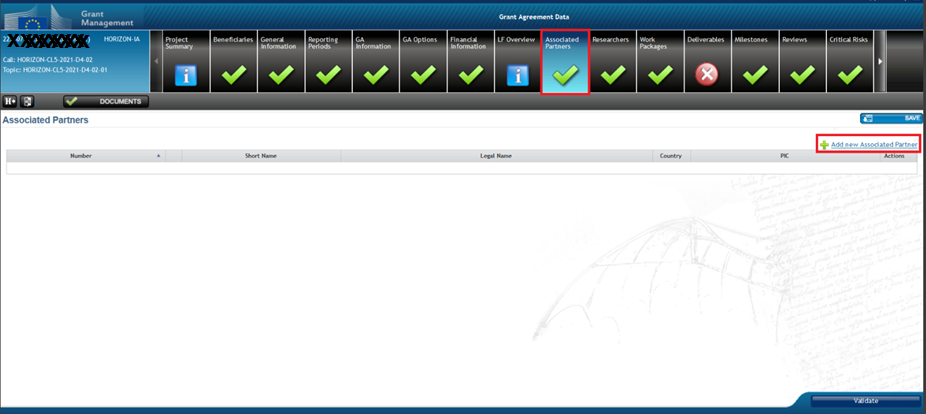 Grant
Management
Grant Agreement Data
HORIZON-IA
Call: HORIZON-CL5-2021-D4-02
Topic: HORIZON-CL5-2021-D4-02-01
Project
Summary
Beneficiaries
General
Information
Reporting
Periods
GA
Information
GA Options
Financial
Information
LF Overview
Associated
Partners
Researchers
Work
Packages
Deliverables
Milestones
Reviews
Critical Risks
DOCUMENTS
Associated Partners
SAVE
Add new Associated Partner
Number Short Name Legal Name Country PIC Actions
Validate